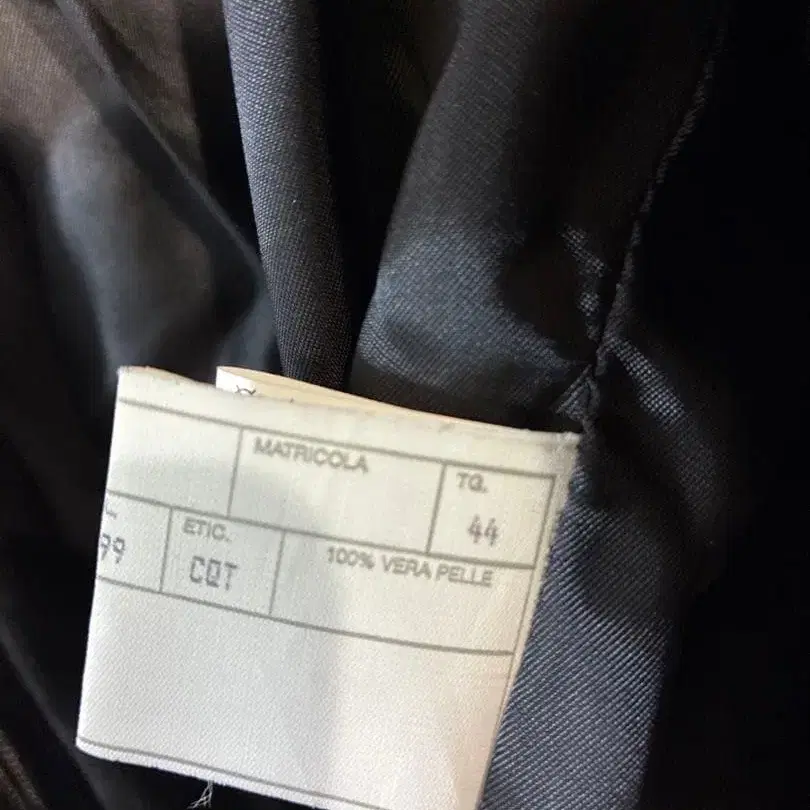 MATRICOLA
TG.
44
99
ETIC.
CQT
100% VERA PELLE